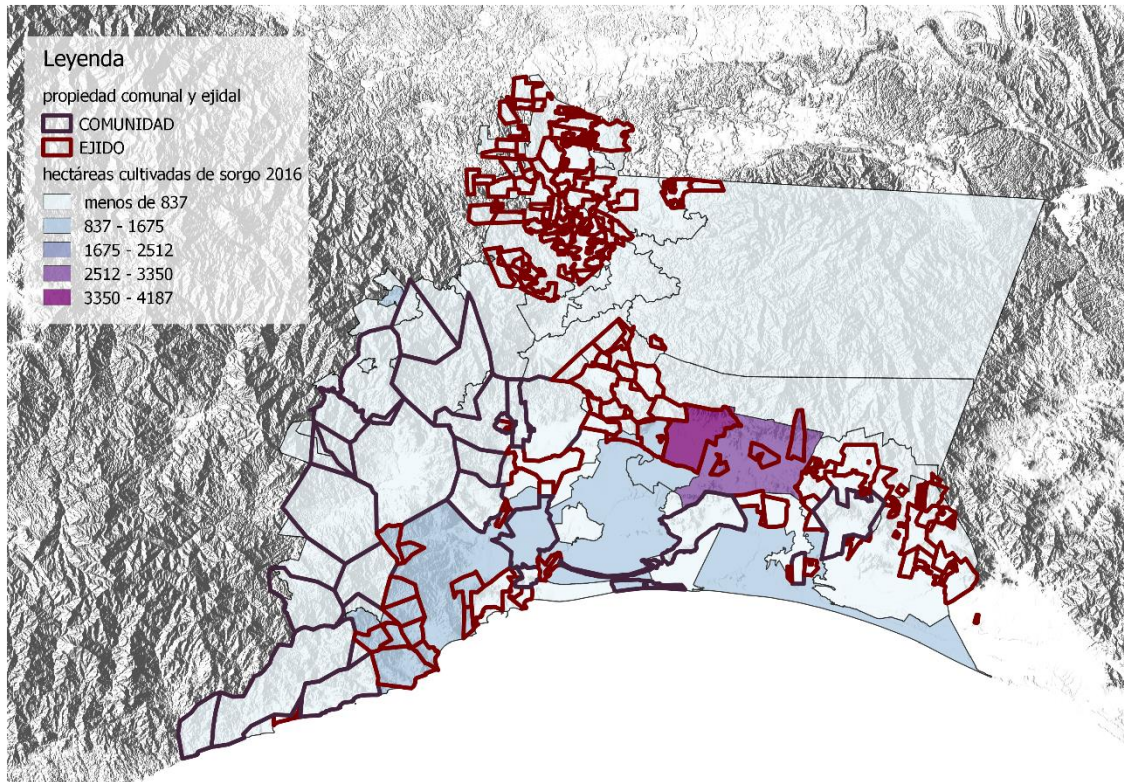 Leyenda
propiedad comunal y ejidal
COMUNIDAD
EJIDO
hectáreas cultivadas de sorgo 2016
menos de 837
837 - 1675
1675 - 2512
2512 - 3350
3350 - 4187